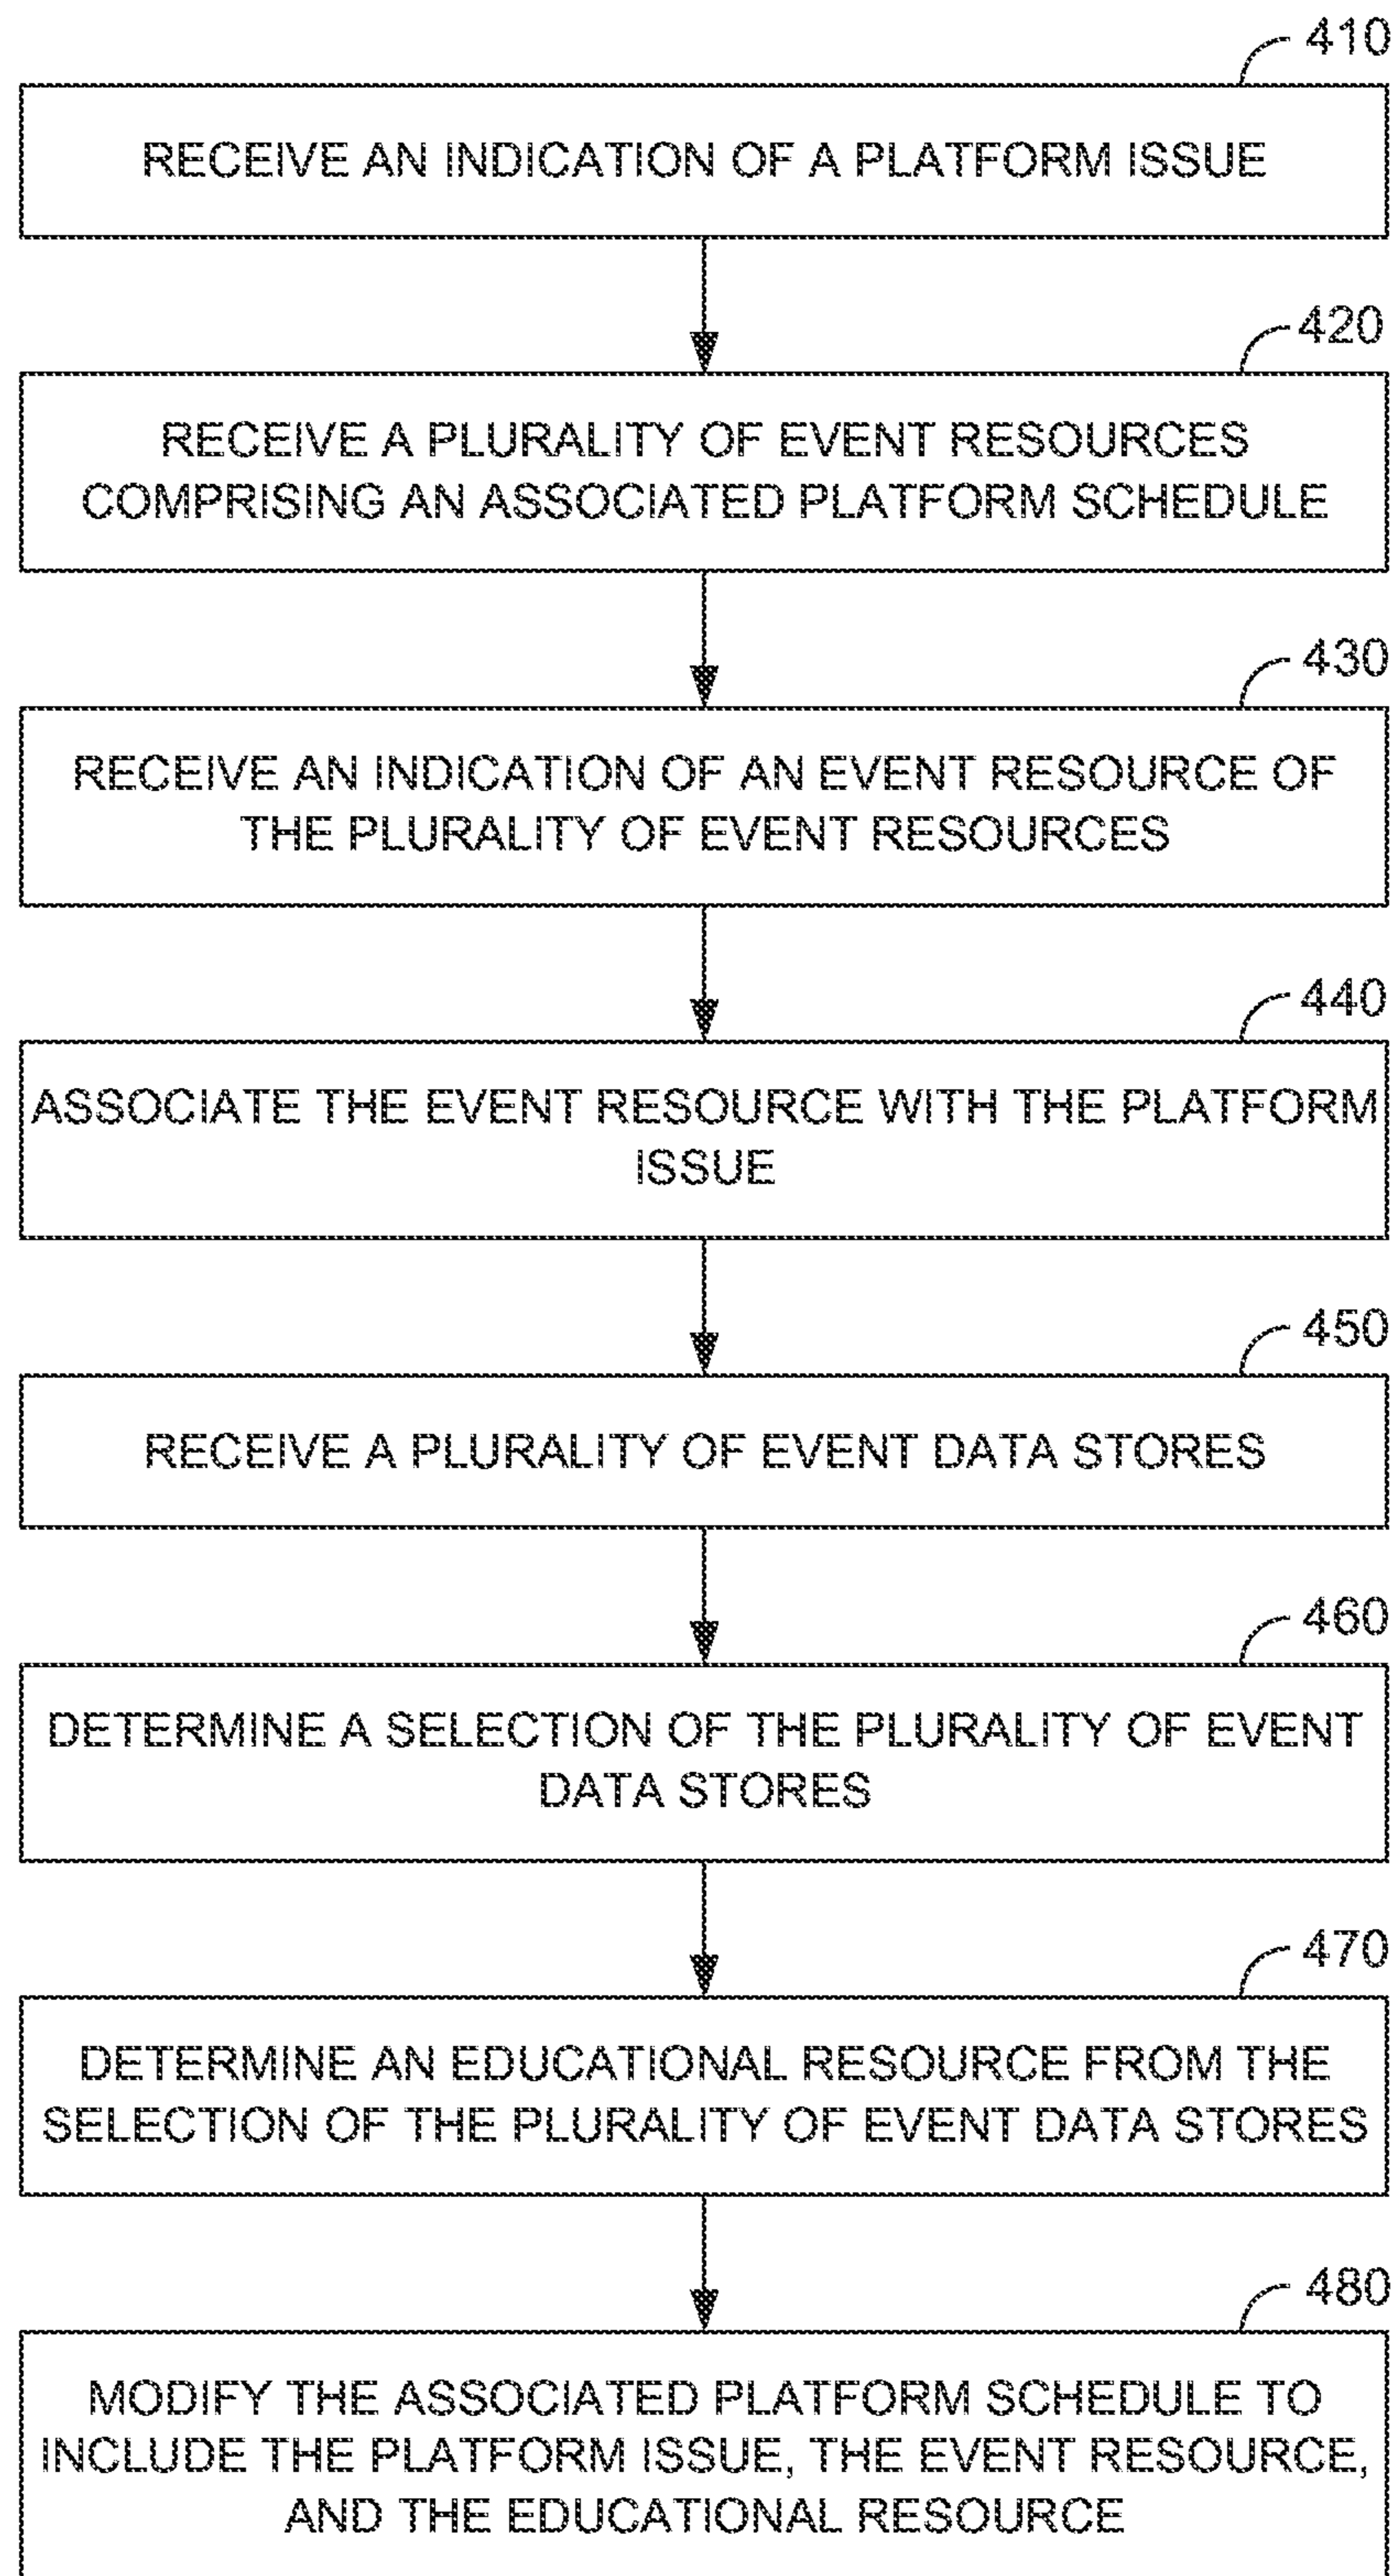 410
RECEIVE AN INDICATION OF A PLATFORM ISSUE
420
RECEIVE A PLURALITY OF EVENT RESOURCES
COMPRISING AN ASSOCIATED PLATFORM SCHEDULE
430
RECEIVE AN INDICATION OF AN EVENT RESOURCE OF
THE PLURALITY OF EVENT RESOURCES
440
ASSOCIATE THE EVENT RESOURCE WITH THE PLATFORM
ISSUE
450
RECEIVE A PLURALITY OF EVENT DATA STORES
460
DETERMINE A SELECTION OF THE PLURALITY OF EVENT
DATA STORES
470
DETERMINE AN EDUCATIONAL RESOURCE FROM THE
SELECTION OF THE PLURALITY OF EVENT DATA STORES
480
MODIFY THE ASSOCIATED PLATFORM SCHEDULE TO
INCLUDE THE PLATFORM ISSUE, THE EVENT RESOURCE,
AND THE EDUCATIONAL RESOURCE